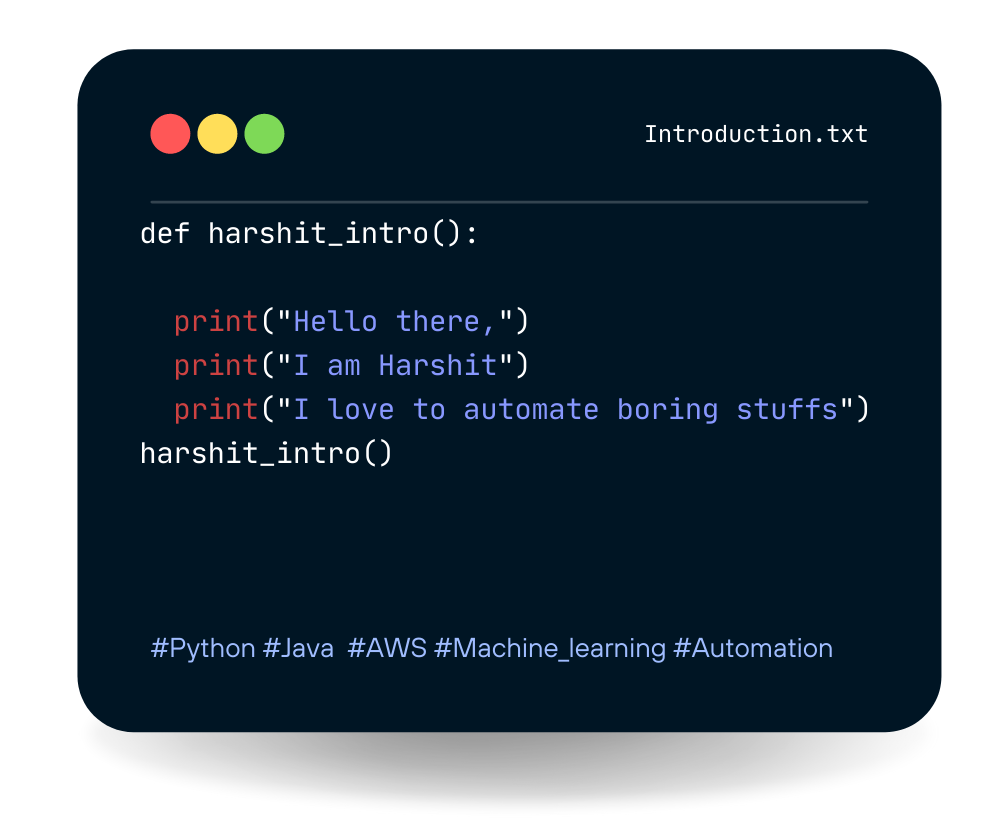 Introduction.txt
def harshit_intro():
  print("Hello there,")
  print("I am Harshit")
  print("I love to automate boring stuffs")
harshit_intro()
#Python #Java #AWS #Machine_learning #Automation